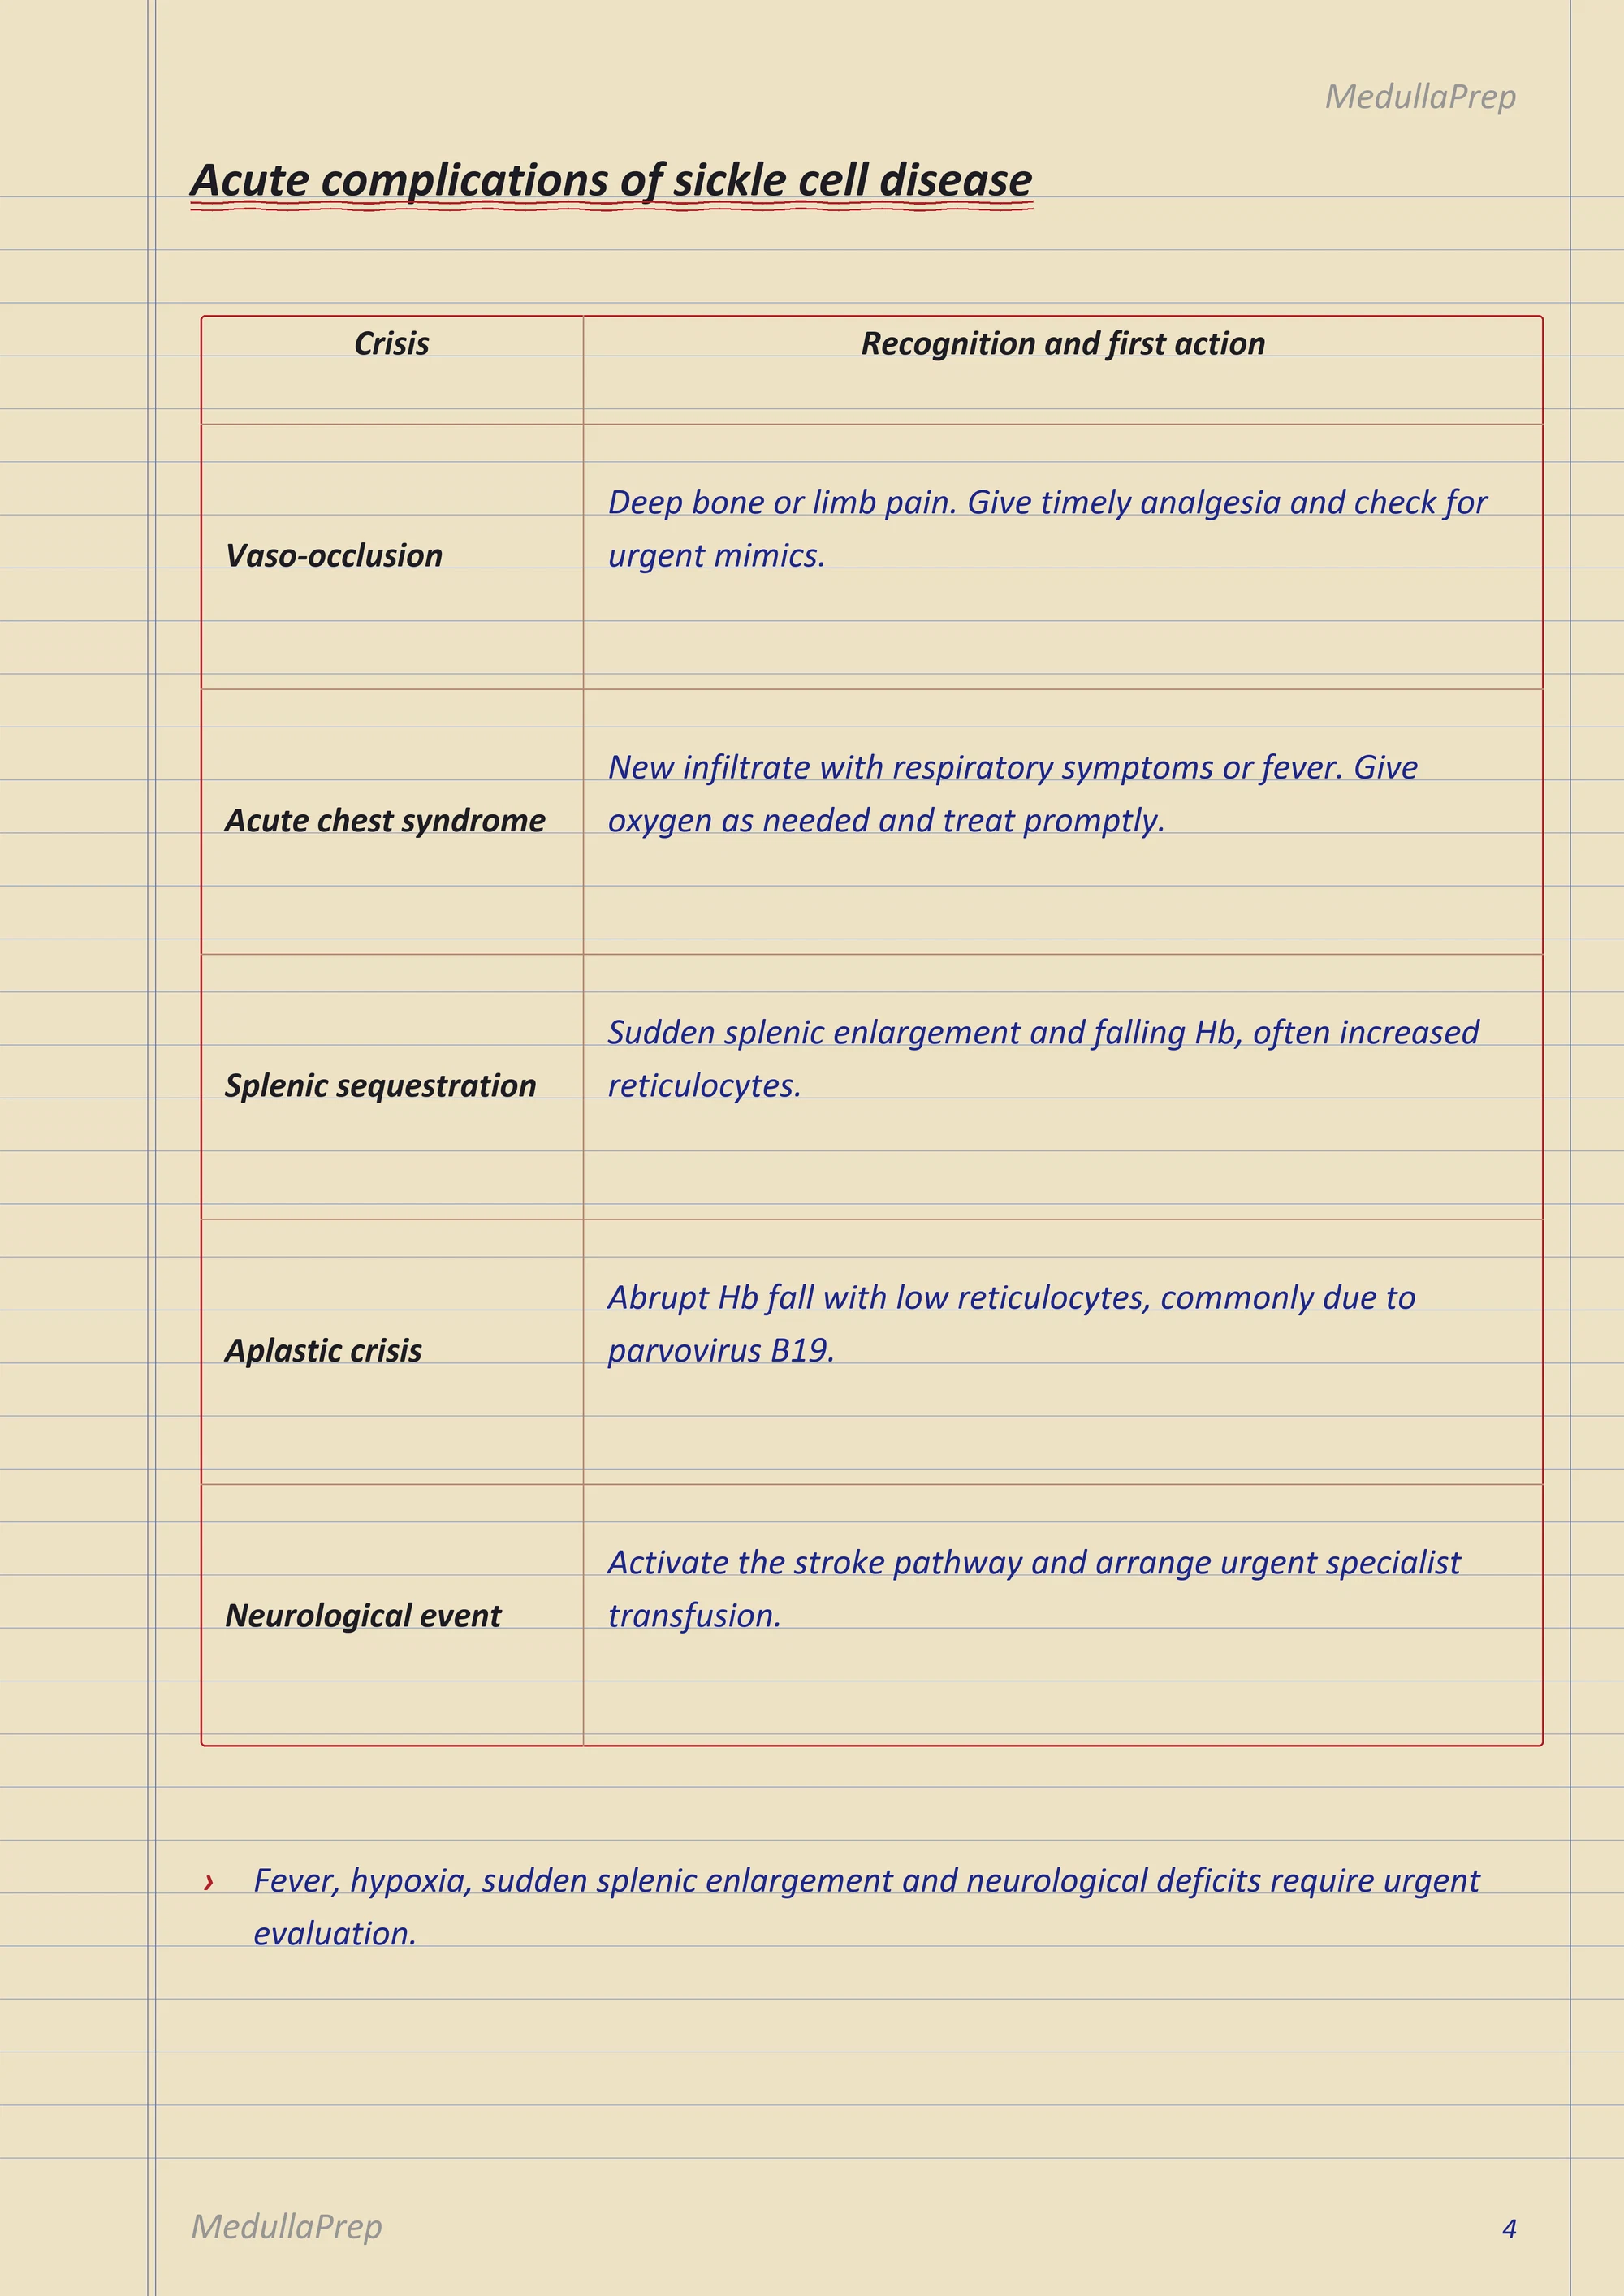 MedullaPrep
Acute complications of sickle cell disease
Crisis
Recognition and first action
Vaso-occlusion
Deep bone or limb pain. Give timely analgesia and check for
urgent mimics.
Acute chest syndrome
New infiltrate with respiratory symptoms or fever. Give
oxygen as needed and treat promptly.
Splenic sequestration
Sudden splenic enlargement and falling Hb, often increased
reticulocytes.
Aplastic crisis
Abrupt Hb fall with low reticulocytes, commonly due to
parvovirus B19.
Neurological event
Activate the stroke pathway and arrange urgent specialist
transfusion.
› Fever, hypoxia, sudden splenic enlargement and neurological deficits require urgent
evaluation.
MedullaPrep
4